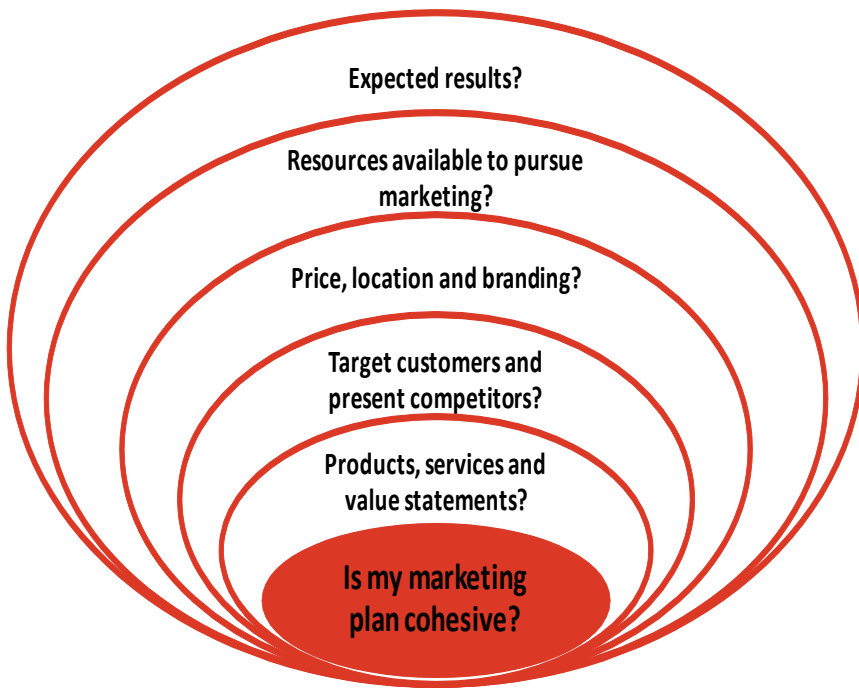 Expected results?
Resources available to pursue
marketing?
Price, location and branding?
Target customers and
present competitors?
Products, services and
value statements?
Is my marketing
plan cohesive?